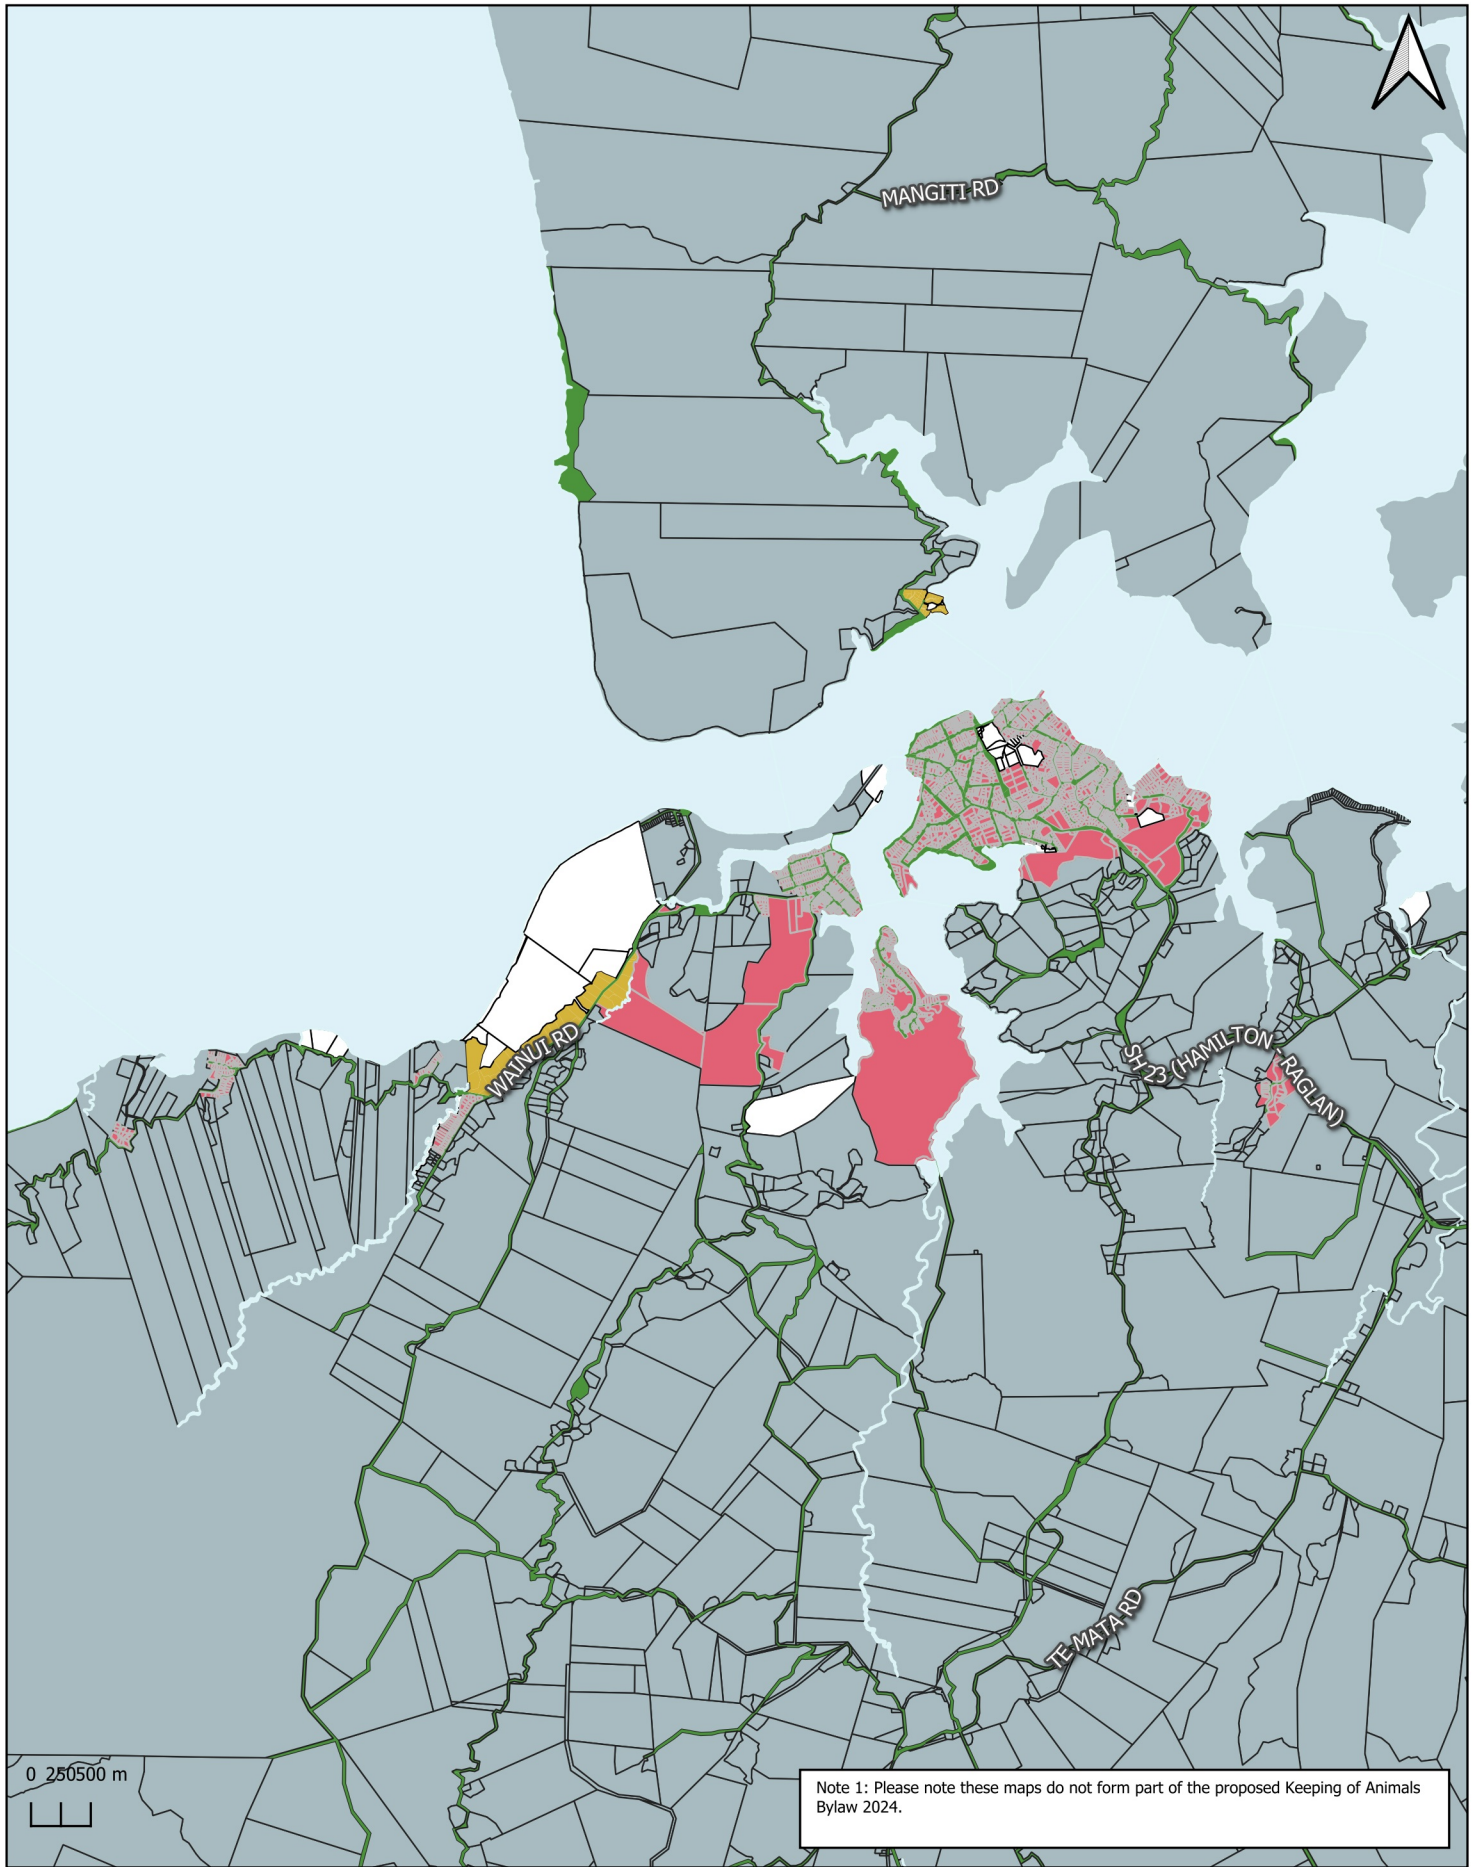 MANGITI RD
WAINUI RD
SH 23 (HAMILTON - RAGLAN)
TE MATA RD
0 250500 m
Note 1: Please note these maps do not form part of the proposed Keeping of Animals
Bylaw 2024.